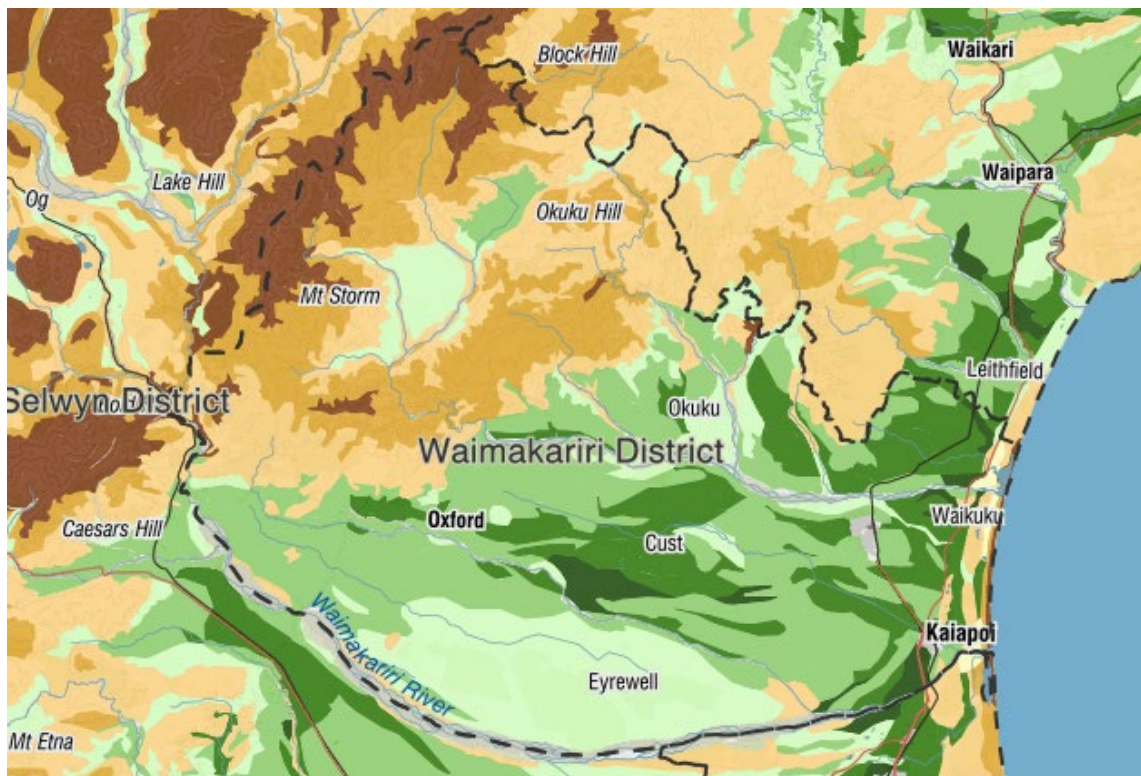 Block Hill
Waikari
Lake Hill
Waipara
Og
Okuku Hill
Mt Storm
Leithfield
Selwyn District
Okuku
Waimakariri District
Caesars Hill
Oxford
Waikuku
Cust
Waimakariri River
Kaiapoi
Eyrewell
Mt Etna